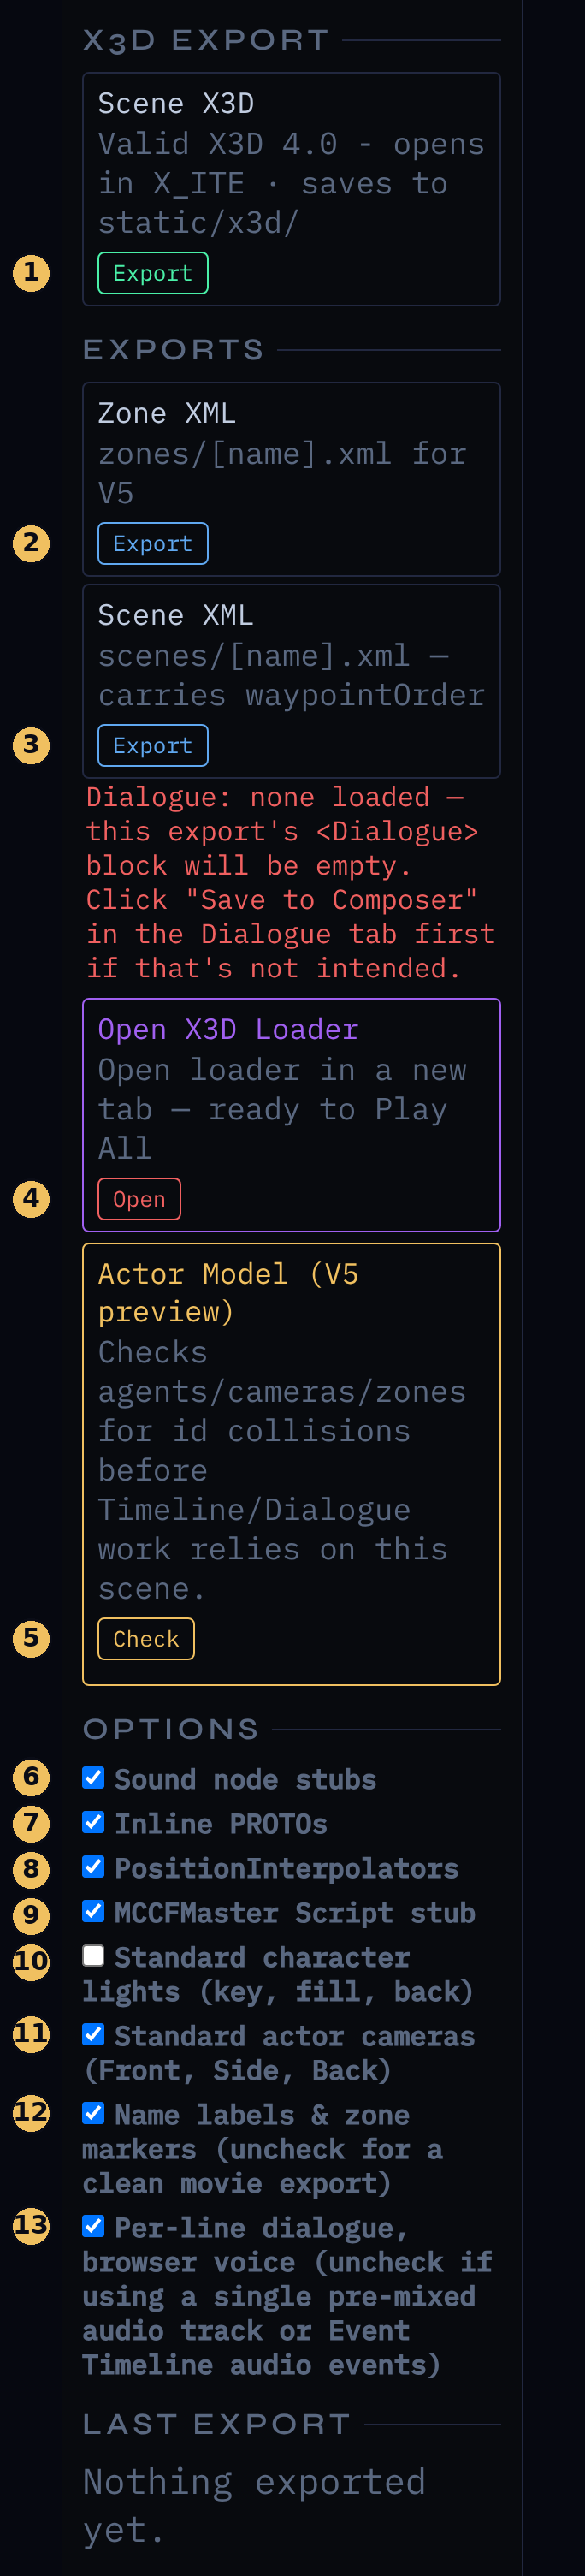 X3D EXPORT
Scene X3D
Valid X3D 4.0 - opens
in X_ITE · saves to
static/x3d/
1 Export
EXPORTS
Zone XML
zones/[name].xml for
V5
2 Export
Scene XML
scenes/[name].xml —
carries waypointOrder
3 Export
Dialogue: none loaded —
this export's <Dialogue>
block will be empty.
Click "Save to Composer"
in the Dialogue tab first
if that's not intended.
Open X3D Loader
Open loader in a new
tab — ready to Play
All
4 Open
Actor Model (V5
preview)
Checks
agents/cameras/zones
for id collisions
before
Timeline/Dialogue
work relies on this
scene.
5 Check
OPTIONS
6 Sound node stubs
7 Inline PROTOs
8 PositionInterpolators
9 MCCFMaster Script stub
10 Standard character
lights (key, fill, back)
11 Standard actor cameras
(Front, Side, Back)
12 Name labels & zone
markers (uncheck for a
clean movie export)
13 Per-line dialogue,
browser voice (uncheck if
using a single pre-mixed
audio track or Event
Timeline audio events)
LAST EXPORT
Nothing exported
yet.